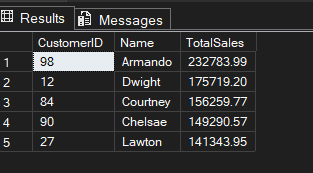 Results Messages
CustomerID Name TotalSales
1 98 Armando 232783.99
2 12 Dwight 175719.20
3 84 Courtney 156259.77
4 90 Chelsae 149290.57
5 27 Lawton 141343.95